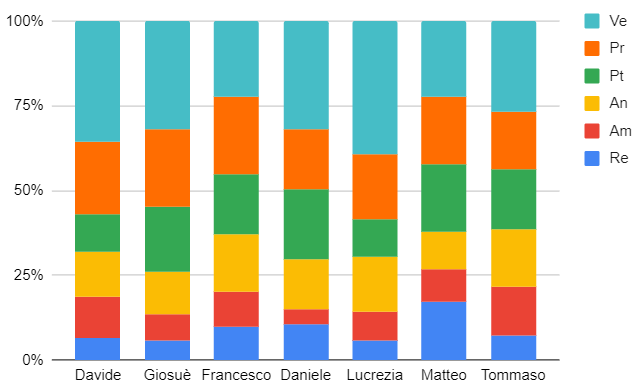 100%
75%
50%
25%
0%
Davide Giosuè Francesco Daniele Lucrezia Matteo Tommaso
Ve
Pr
Pt
An
Am
Re